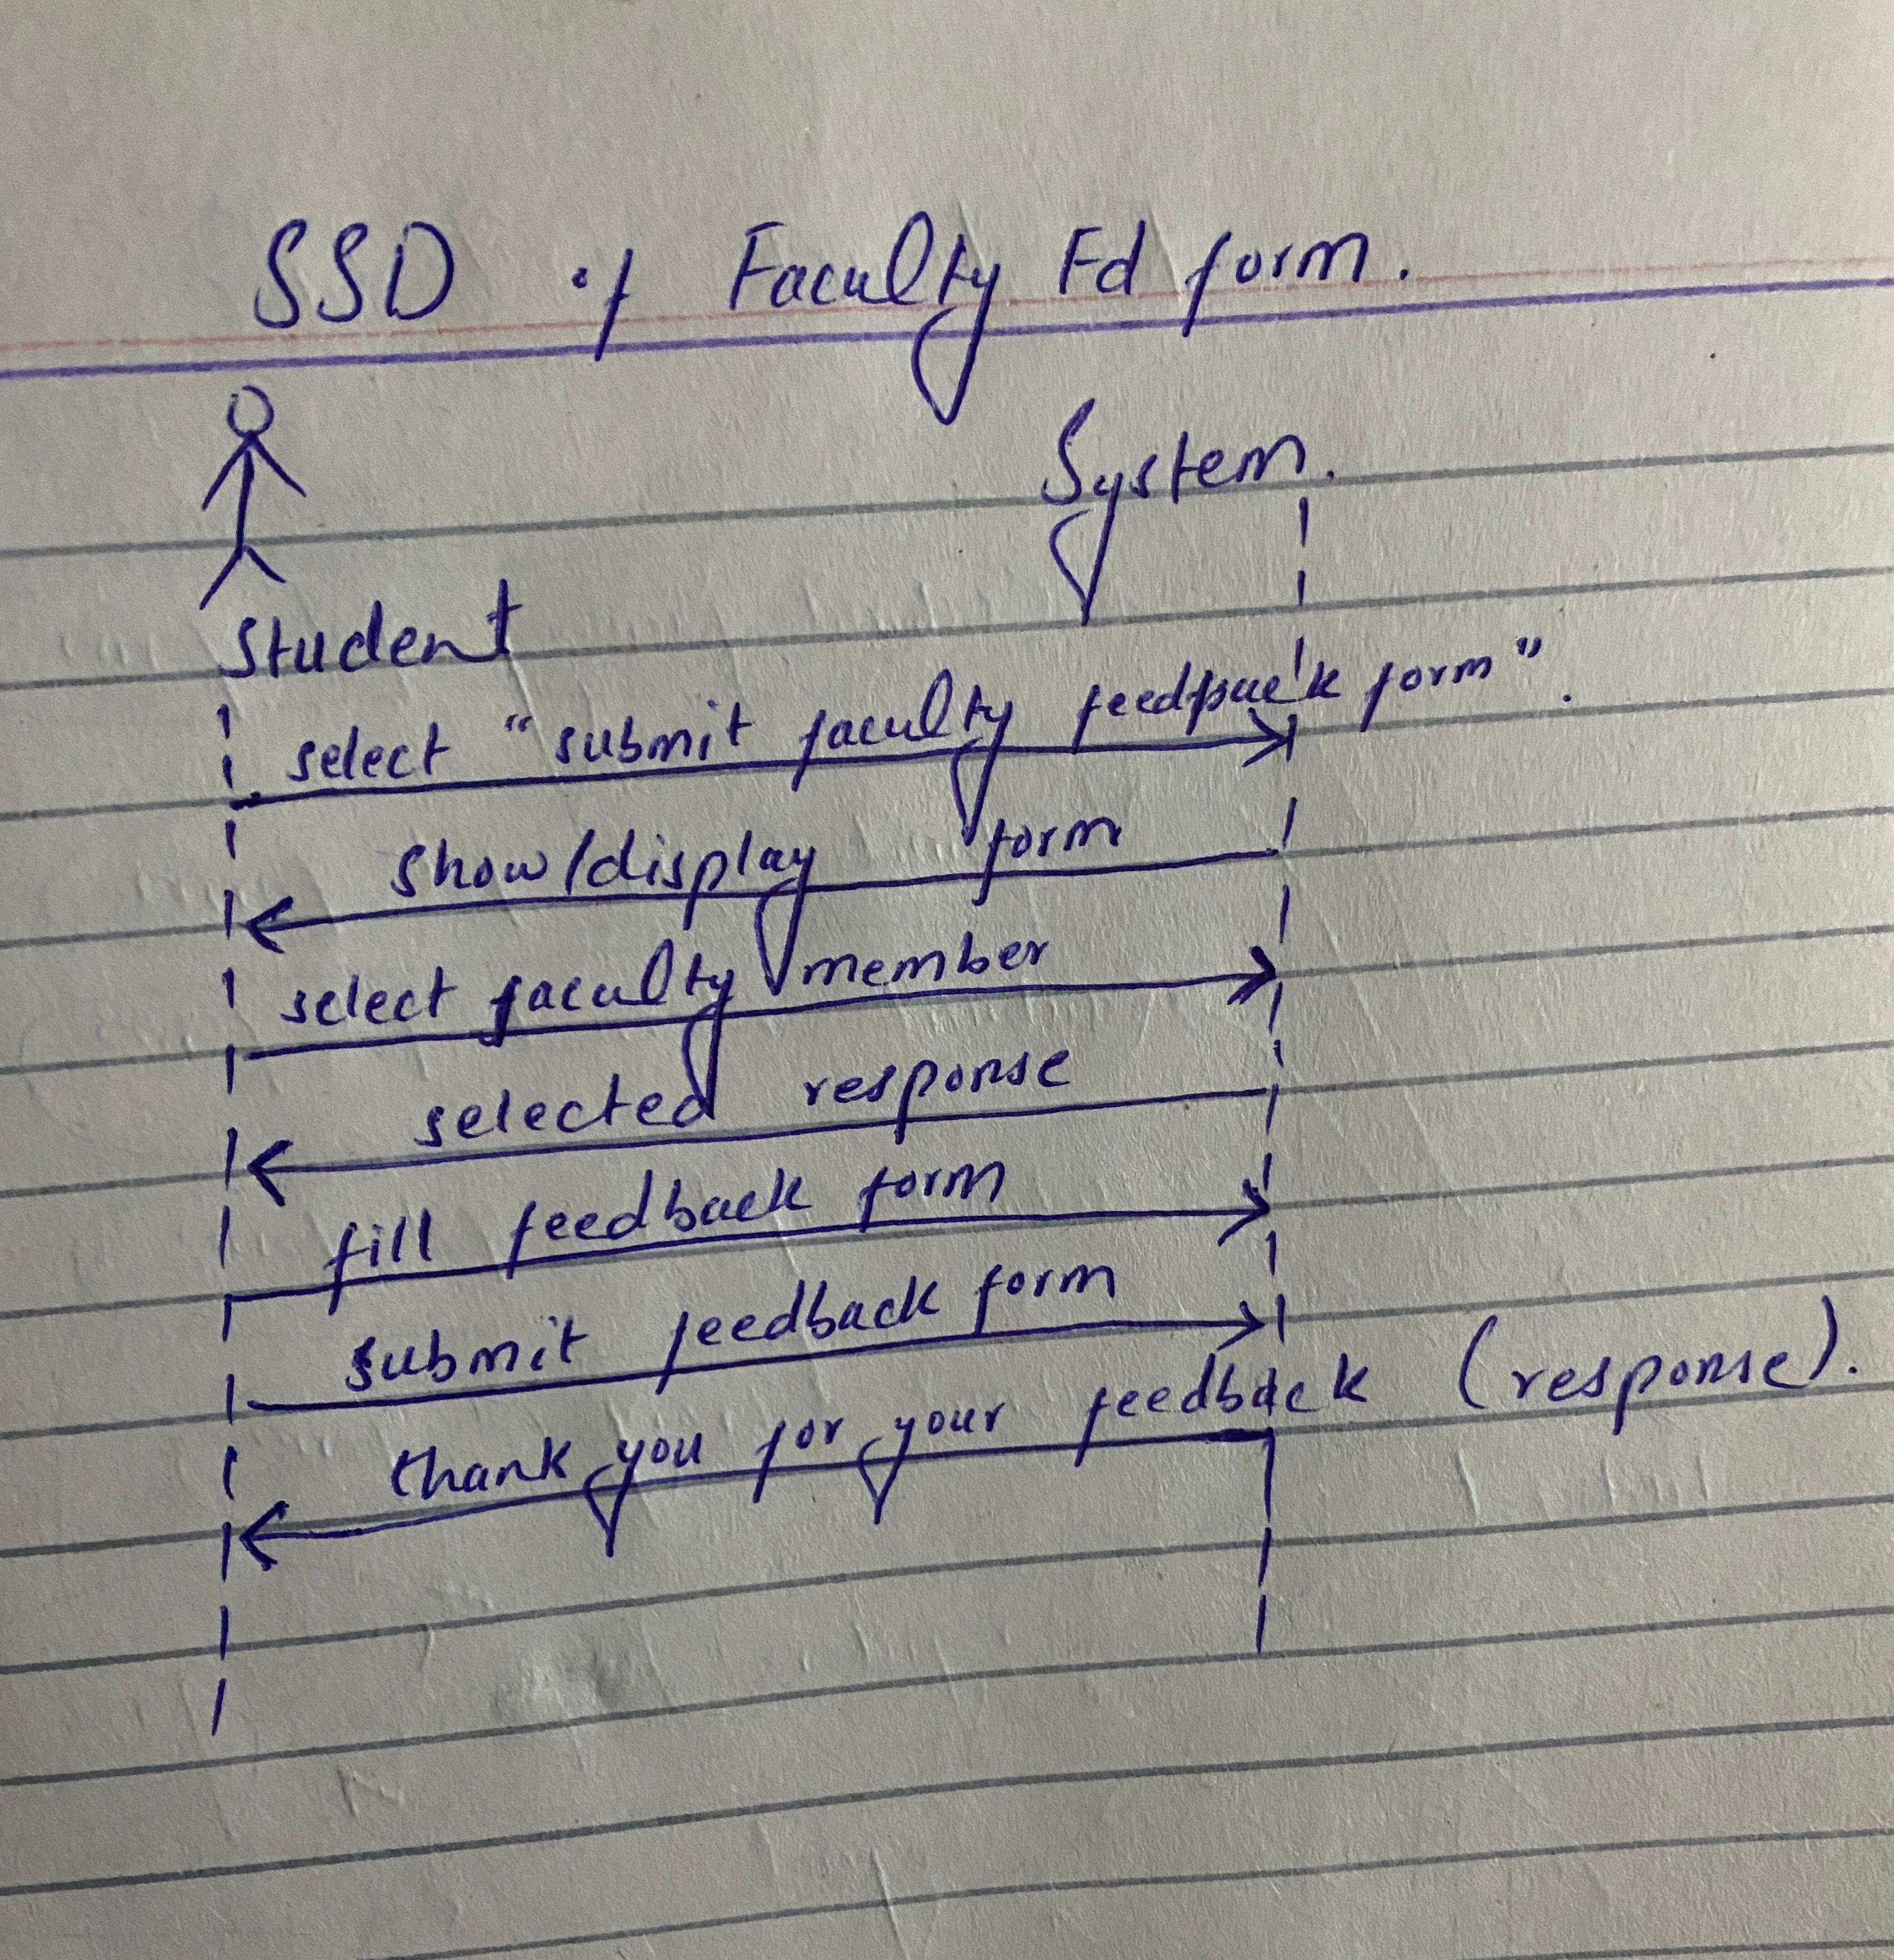 SSD of Faculty Fd form.
System.
Student
select "submit faculty feedback form".
show/display form
select faculty member
selected response
fill feedback form
submit feedback form
thank you for your feedback (response).